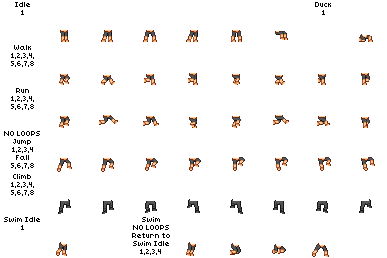 Idle
1
Duck
1
Walk
1,2,3,4,
5,6,7,8
Run
1,2,3,4,
5,6,7,8
NO LOOPS
Jump
1,2,3,4
Fall
5,6,7,8
Climb
1,2,3,4,
5,6,7,8
Swim Idle
1
Swim
NO LOOPS
Return to
Swim Idle
1,2,3,4